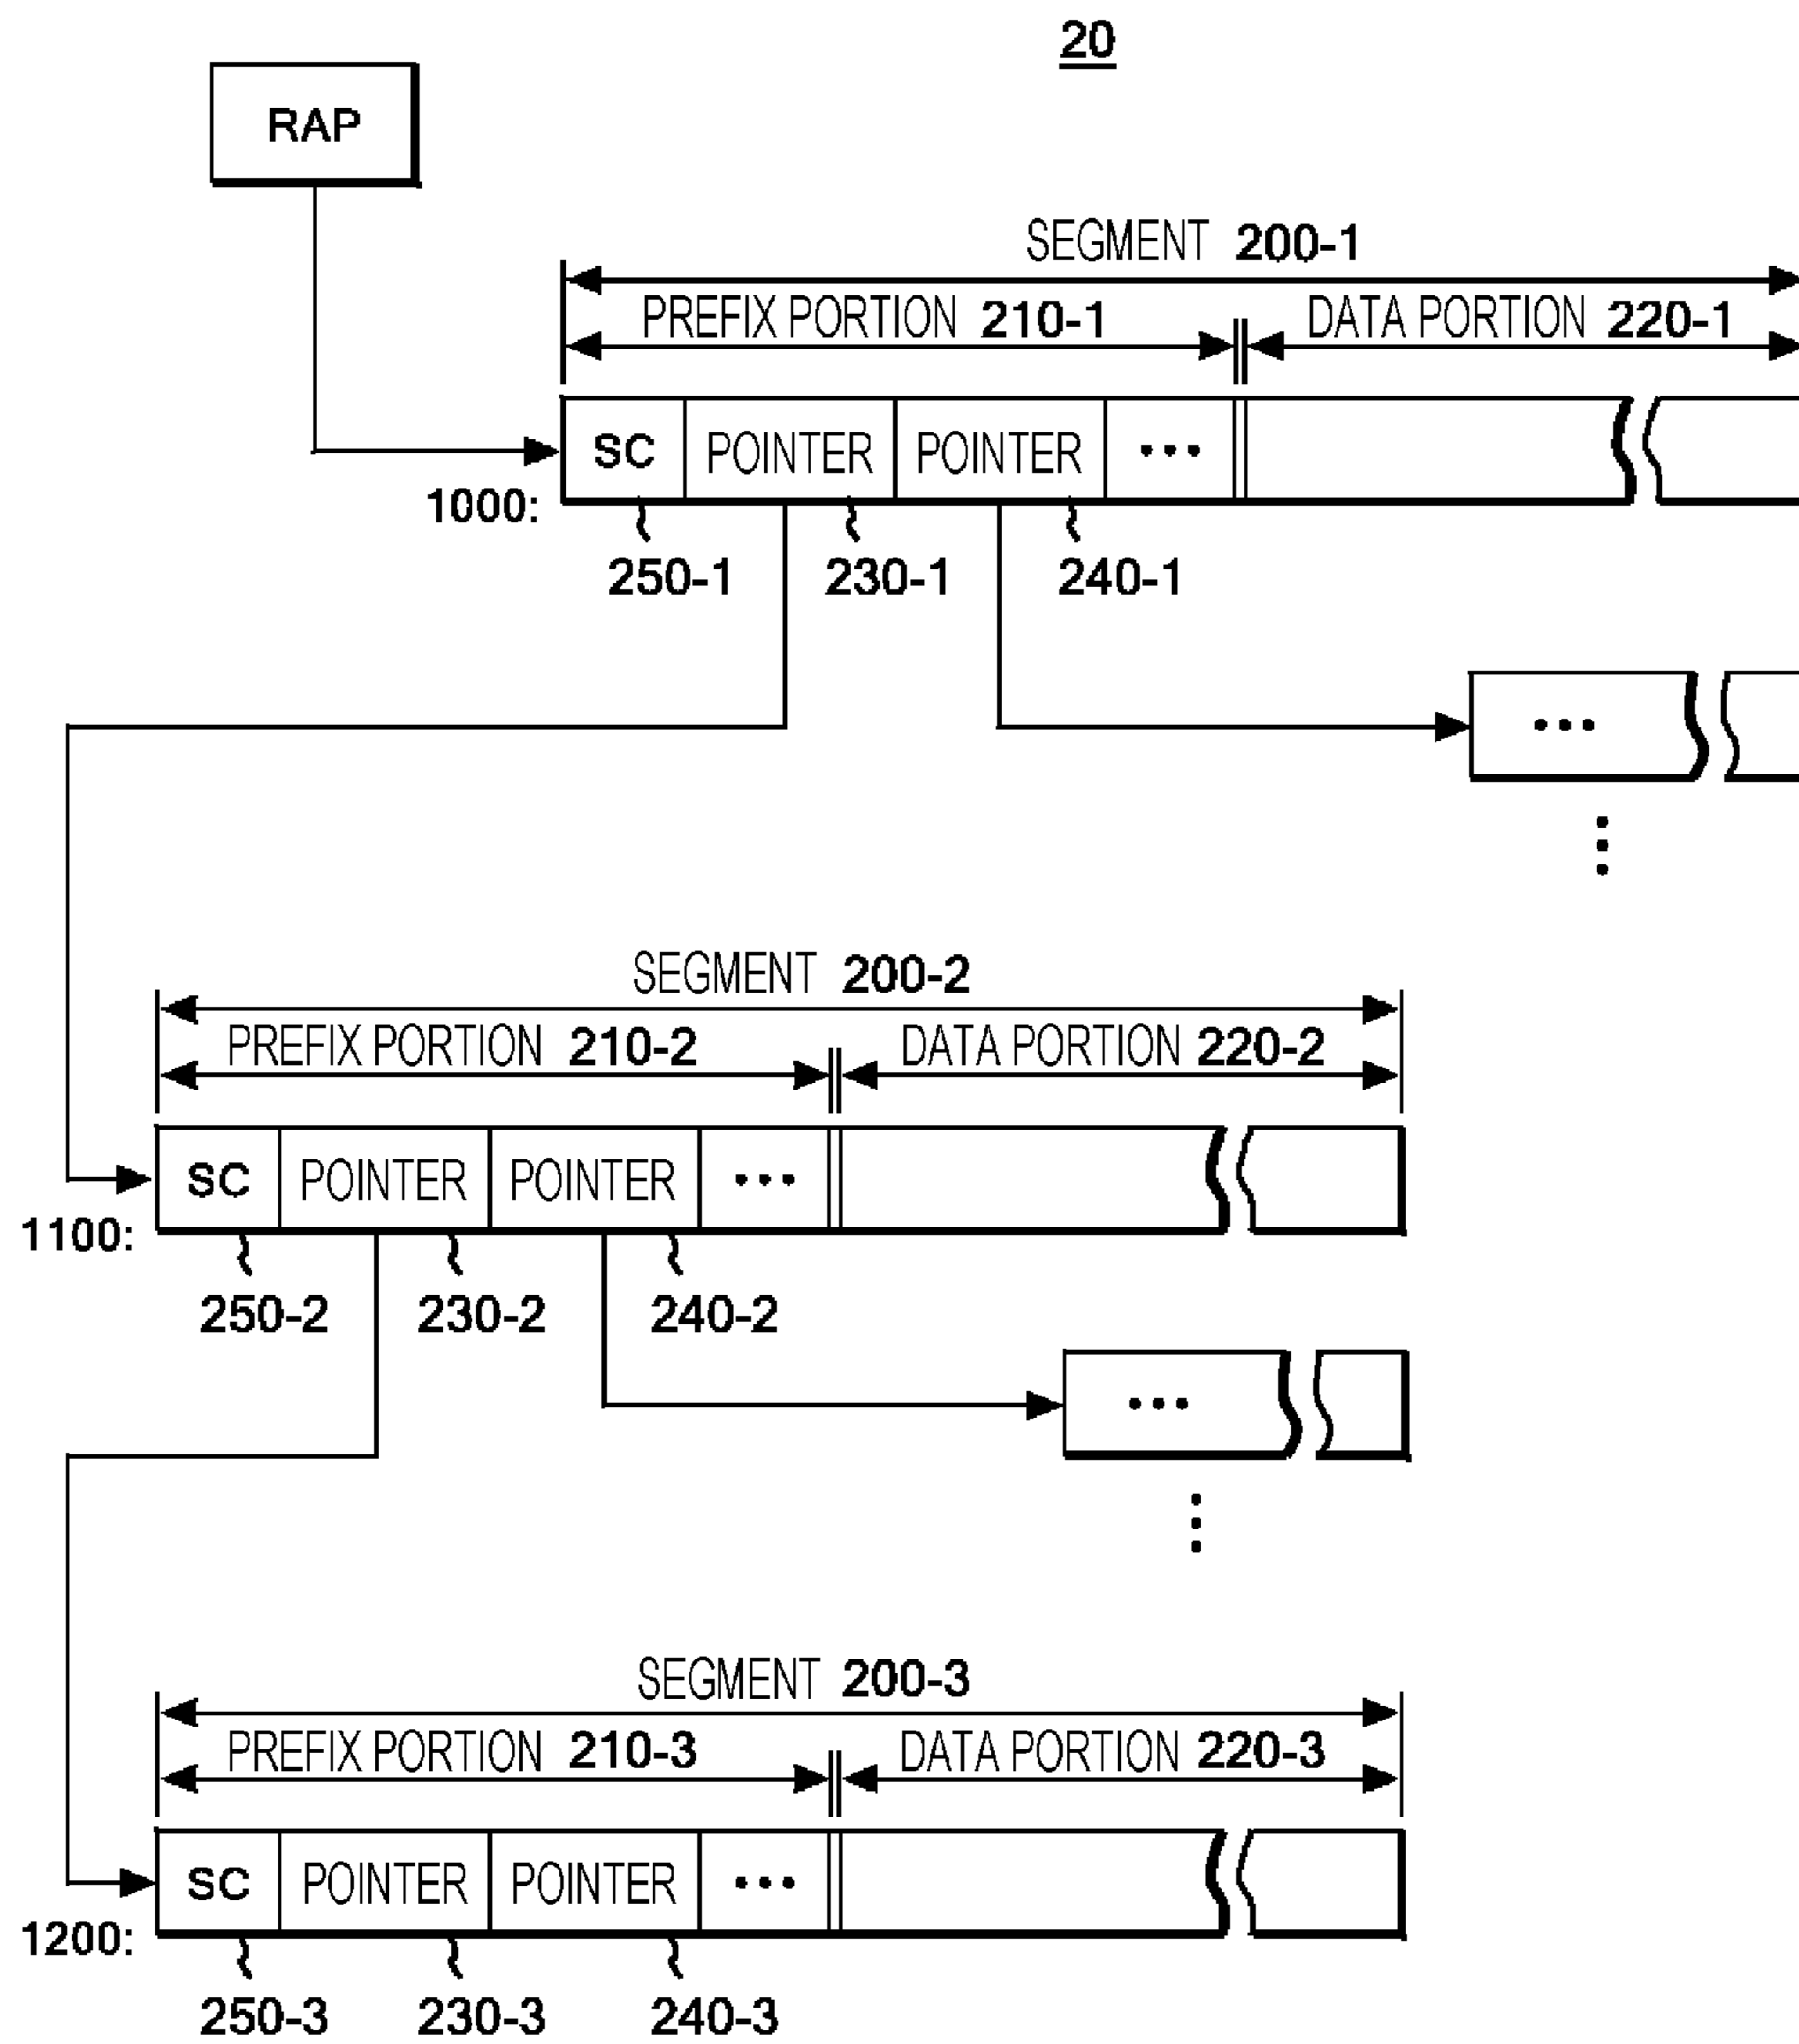 20
RAP
SEGMENT 200-1
PREFIX PORTION 210-1 DATA PORTION 220-1
SC POINTER POINTER ...
1000:
250-1 230-1 240-1
...
SEGMENT 200-2
PREFIX PORTION 210-2 DATA PORTION 220-2
SC POINTER POINTER ...
1100:
250-2 230-2 240-2
...
SEGMENT 200-3
PREFIX PORTION 210-3 DATA PORTION 220-3
SC POINTER POINTER ...
1200:
250-3 230-3 240-3